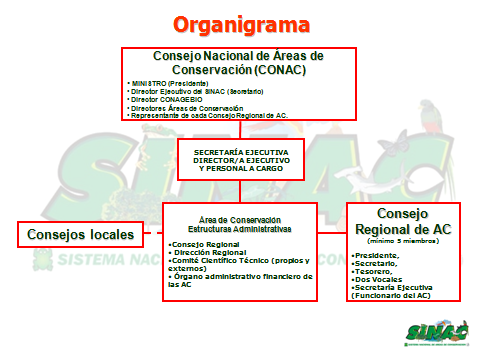 Organigrama
Consejo Nacional de Áreas de
Conservación (CONAC)
• MINISTRO (Presidente)
• Director Ejecutivo del SINAC (Secretario)
• Director CONAGEBIO
• Directores Áreas de Conservación
• Representante de cada Consejo Regional de AC.
SECRETARÍA EJECUTIVA
DIRECTOR/A EJECUTIVO
Y PERSONAL A CARGO
Consejos locales
Área de Conservación
Estructuras Administrativas
•Consejo Regional
• Dirección Regional
•Comité Científico Técnico (propios y
externos)
• Órgano administrativo financiero de
las AC
Consejo
Regional de AC
(mínimo 5 miembros)
•Presidente,
•Secretario,
•Tesorero,
•Dos Vocales
•Secretaría Ejecutiva
(Funcionario del AC)
SINAC
SISTEMA NAC
SINAC